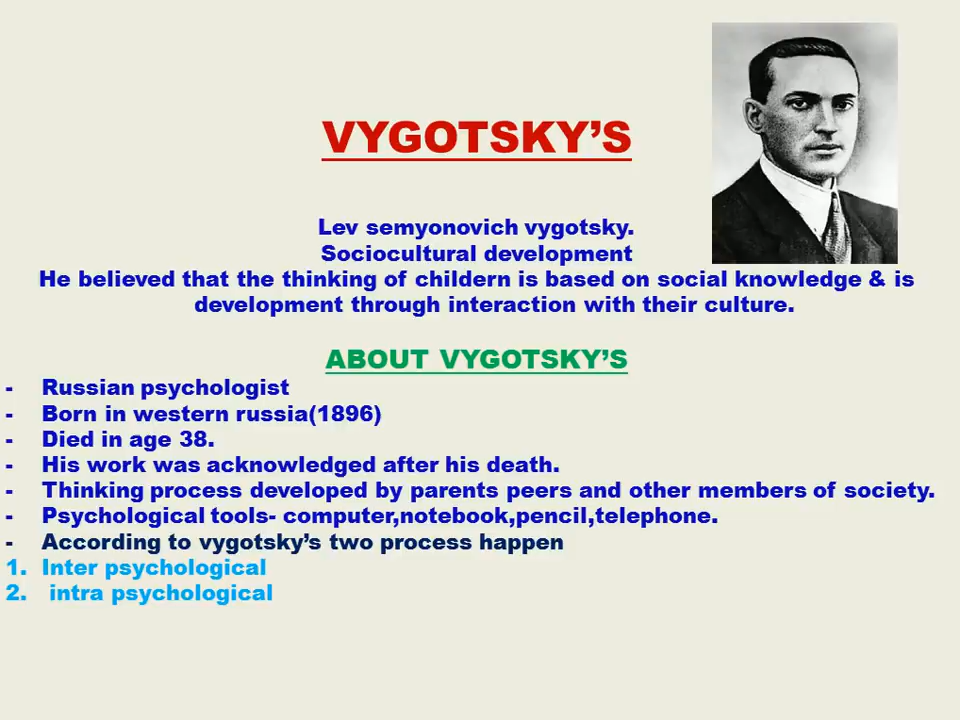 VYGOTSKY’S
Lev semyonovich vygotsky.
Sociocultural development
He believed that the thinking of childern is based on social knowledge & is
development through interaction with their culture.
ABOUT VYGOTSKY’S
- Russian psychologist
- Born in western russia(1896)
- Died in age 38.
- His work was acknowledged after his death.
- Thinking process developed by parents peers and other members of society.
- Psychological tools- computer,notebook,pencil,telephone.
- According to vygotsky’s two process happen
1. Inter psychological
2. intra psychological